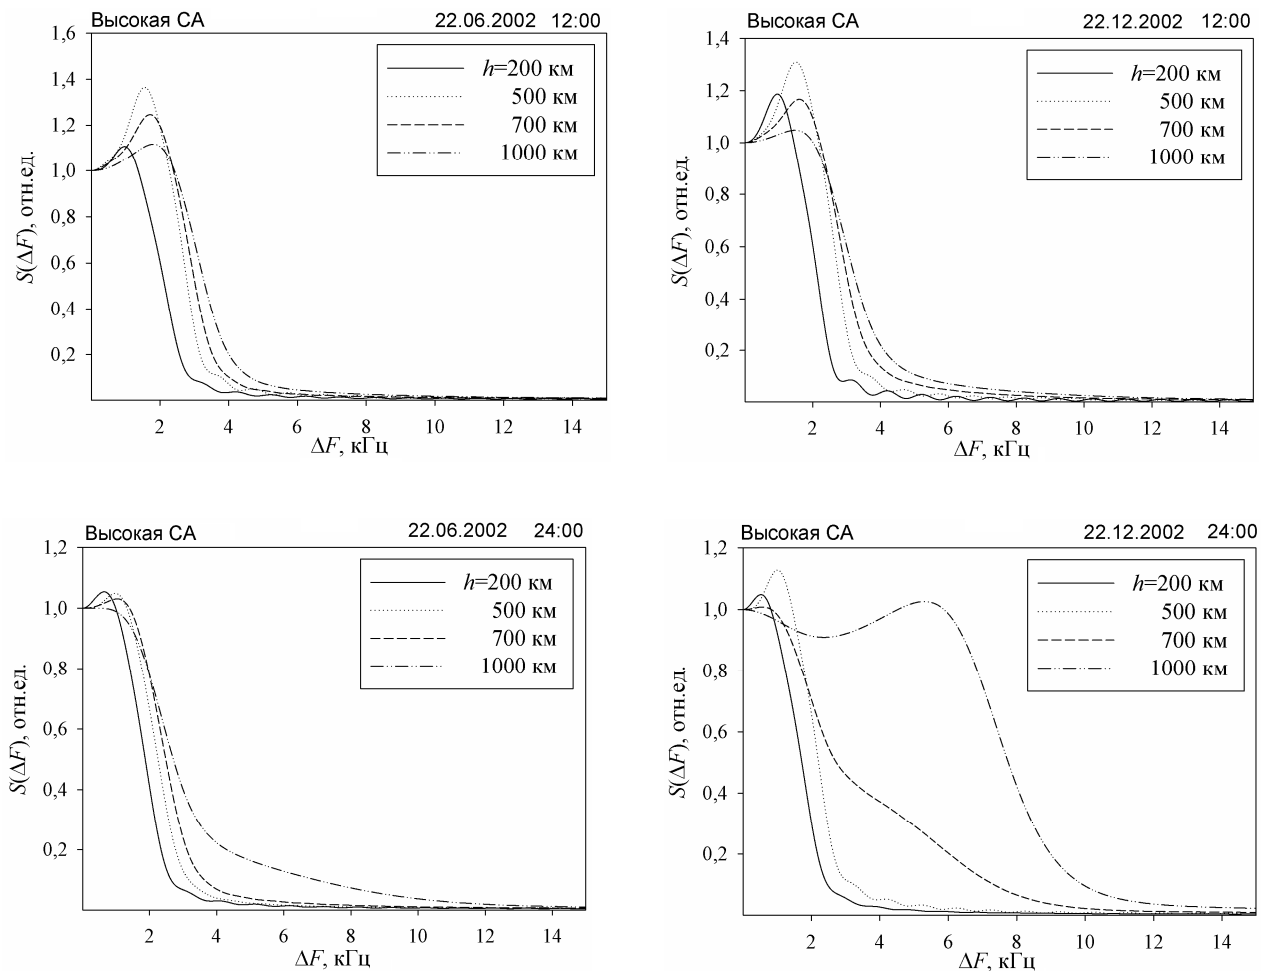 Высокая СА 22.06.2002 12:00
1,6
1,4
1,2
1,0
0,8
0,6
0,4
0,2
S(ΔF), отн.ед.
h=200 км
500 км
700 км
1000 км
2 4 6 8 10 12 14
ΔF, кГц
Высокая СА 22.12.2002 12:00
1,4
1,2
1,0
0,8
0,6
0,4
0,2
S(ΔF), отн.ед.
h=200 км
500 км
700 км
1000 км
2 4 6 8 10 12 14
ΔF, кГц
Высокая СА 22.06.2002 24:00
1,2
1,0
0,8
0,6
0,4
0,2
S(ΔF), отн.ед.
h=200 км
500 км
700 км
1000 км
2 4 6 8 10 12 14
ΔF, кГц
Высокая СА 22.12.2002 24:00
1,2
1,0
0,8
0,6
0,4
0,2
S(ΔF), отн.ед.
h=200 км
500 км
700 км
1000 км
2 4 6 8 10 12 14
ΔF, кГц